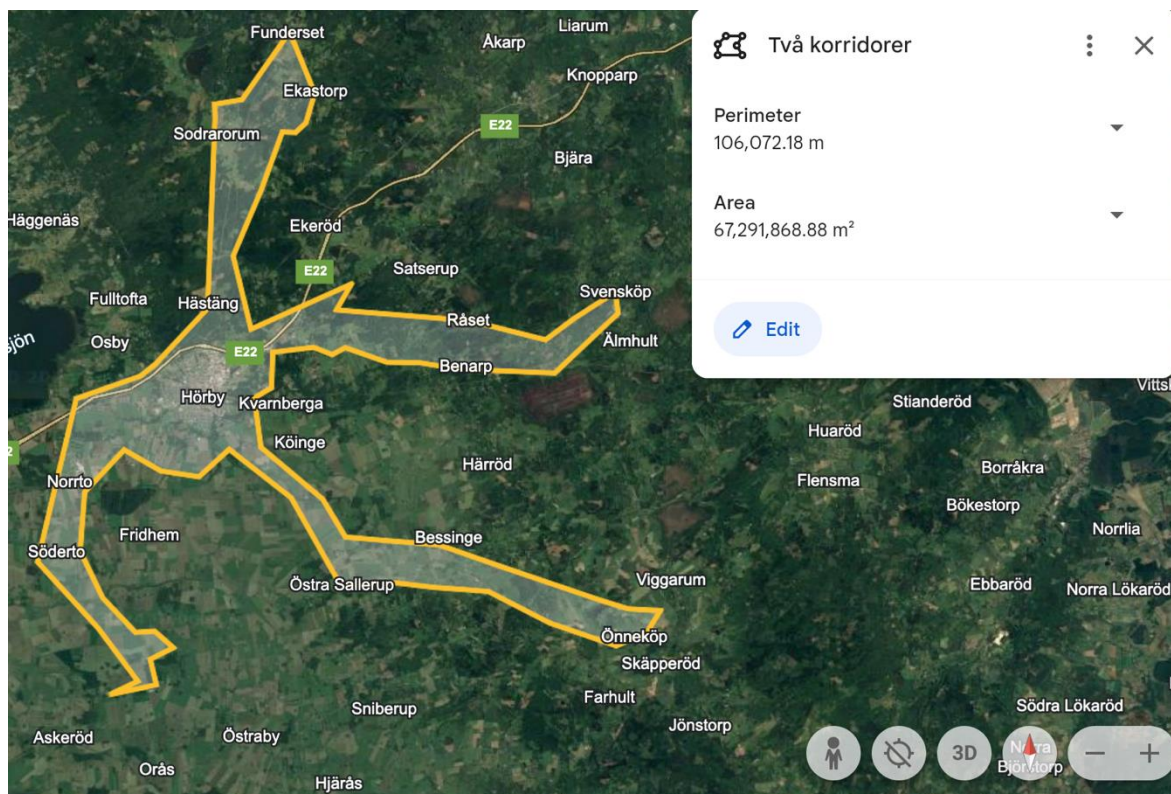 Funderset
Liarum
Åkarp
Knopparp
Ekastorp
E22
Sodrarorum
Bjära
Häggenäs
Ekeröd
E22
Satserup
Fulltofta
Hästäng
Svensköp
Råset
sjön
Osby
E22
Älmhult
Benarp
Hörby
Kvarnberga
Stianderöd
Köinge
Huaröd
Härröd
Borråkra
Norrto
Flensma
Bökestorp
Fridhem
Bessinge
Norrlia
Söderto
Östra Sallerup
Viggarum
Ebbaröd
Norra Lökaröd
Önneköp
Skäpperöd
Farhult
Sniberup
Södra Lökaröd
Jönstorp
Askeröd
Östraby
Orås
Hjärås
Två korridorer
Perimeter
106,072.18 m
Area
67,291,868.88 m²
Edit
3D